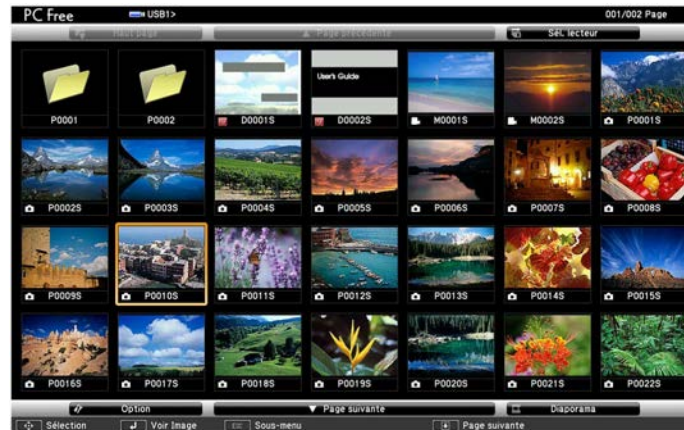 PC Free USB1> 001/002 Page
Haut page ▲ Page précédente Sél. lecteur
User's Guide
P0001 P0002 D0001S D0002S M0001S M0002S P0001S
P0002S P0003S P0004S P0005S P0006S P0007S P0008S
P0009S P0010S P0011S P0012S P0013S P0014S P0015S
P0016S P0017S P0018S P0019S P0020S P0021S P0022S
Option ▼ Page suivante Diaporama
Sélection Voir Image Esc Sous-menu Page suivante